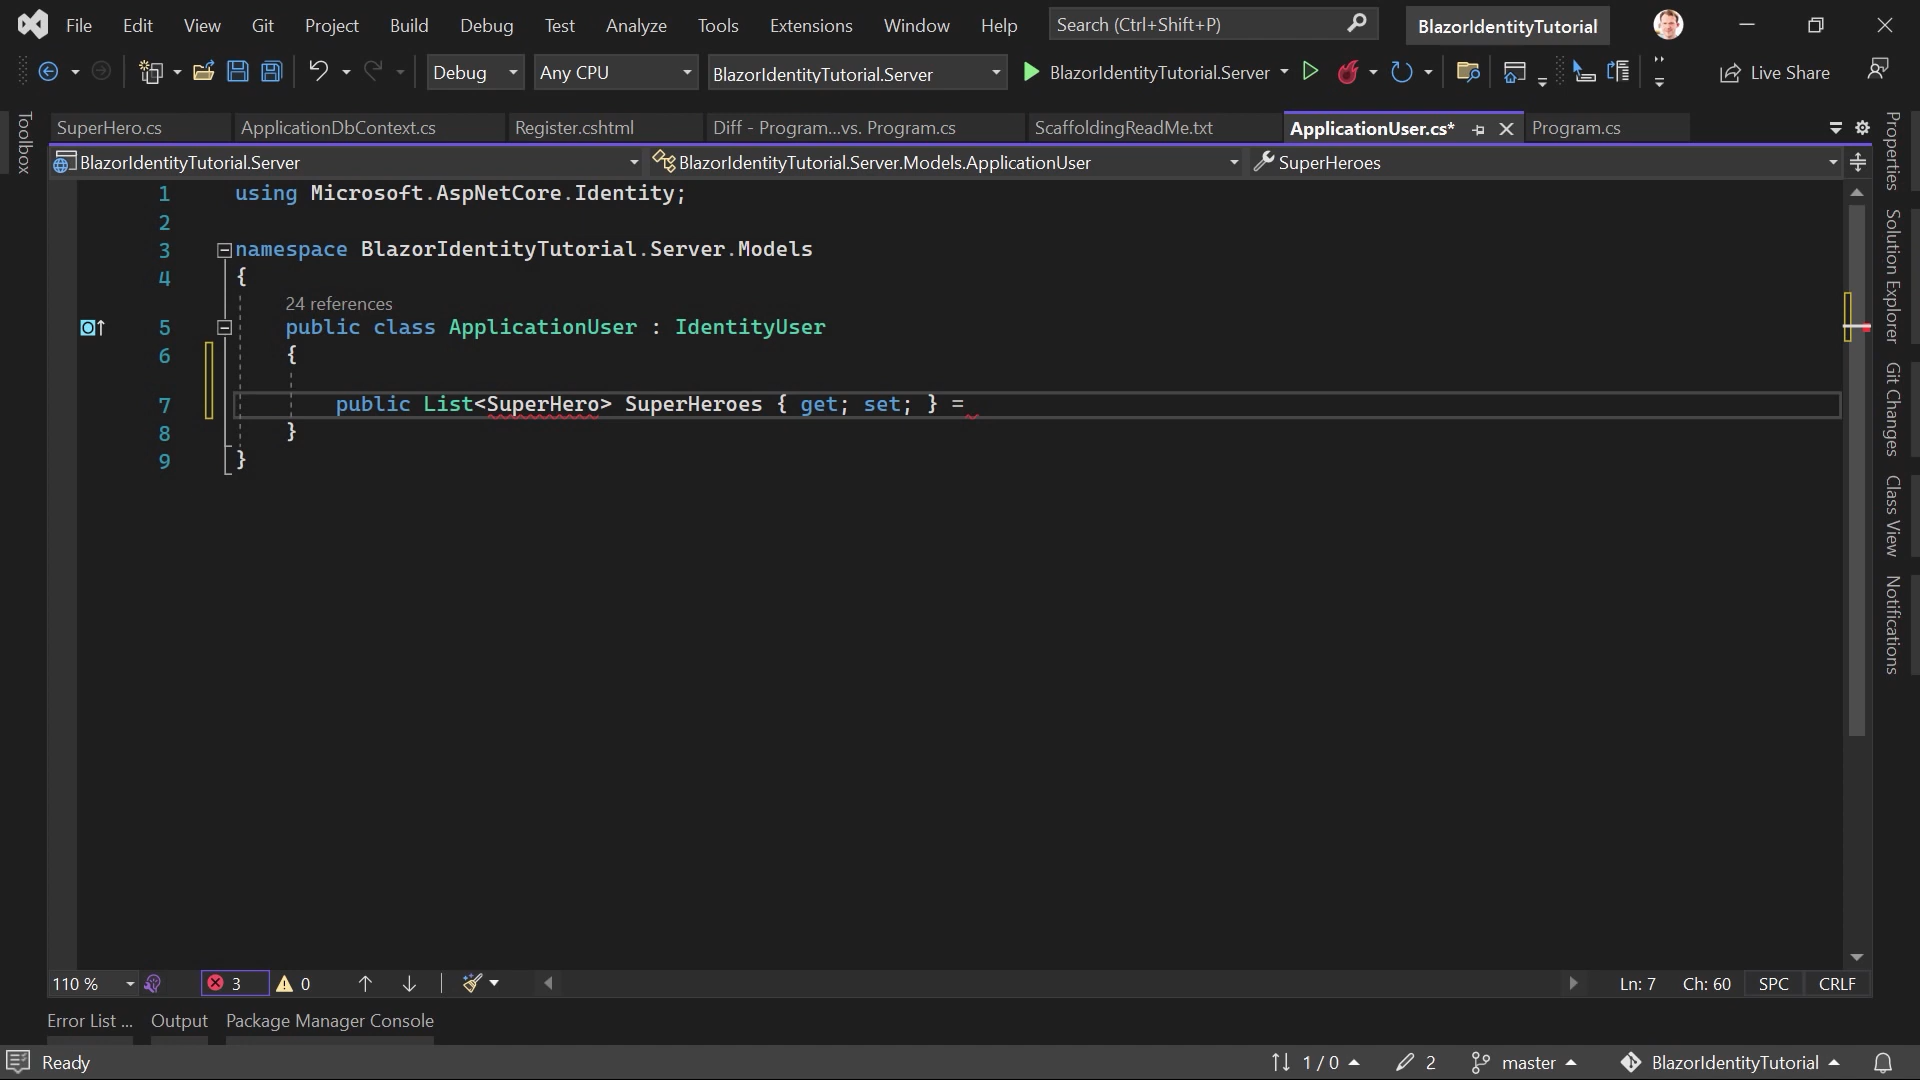 File Edit View Git Project Build Debug Test Analyze Tools Extensions Window Help Search (Ctrl+Shift+P) BlazorIdentityTutorial
Debug Any CPU BlazorIdentityTutorial.Server BlazorIdentityTutorial.Server Live Share
SuperHero.cs ApplicationDbContext.cs Register.cshtml Diff - Program...vs. Program.cs ScaffoldingReadMe.txt ApplicationUser.cs* Program.cs
BlazorIdentityTutorial.Server BlazorIdentityTutorial.Server.Models.ApplicationUser SuperHeroes
1 using Microsoft.AspNetCore.Identity;
2
3 namespace BlazorIdentityTutorial.Server.Models
4 {
24 references
5 public class ApplicationUser : IdentityUser
6 {
7 public List<SuperHero> SuperHeroes { get; set; } =
8 }
9 }
Toolbox
Properties
Solution Explorer
Git Changes
Class View
Notifications
110 % 3 0 Ln: 7 Ch: 60 SPC CRLF
Error List ... Output Package Manager Console
Ready 1 / 0 2 master BlazorIdentityTutorial